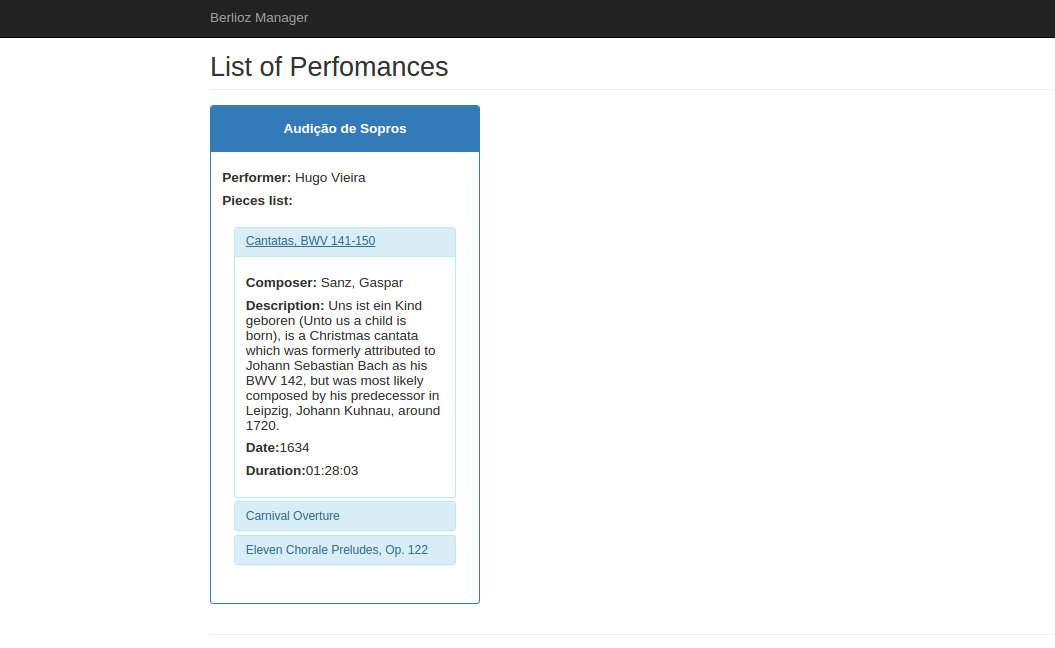 Berlioz Manager
List of Perfomances
Audição de Sopros
Performer: Hugo Vieira
Pieces list:
Cantatas, BWV 141-150
Composer: Sanz, Gaspar
Description: Uns ist ein Kind
geboren (Unto us a child is
born), is a Christmas cantata
which was formerly attributed to
Johann Sebastian Bach as his
BWV 142, but was most likely
composed by his predecessor in
Leipzig, Johann Kuhnau, around
1720.
Date:1634
Duration:01:28:03
Carnival Overture
Eleven Chorale Preludes, Op. 122